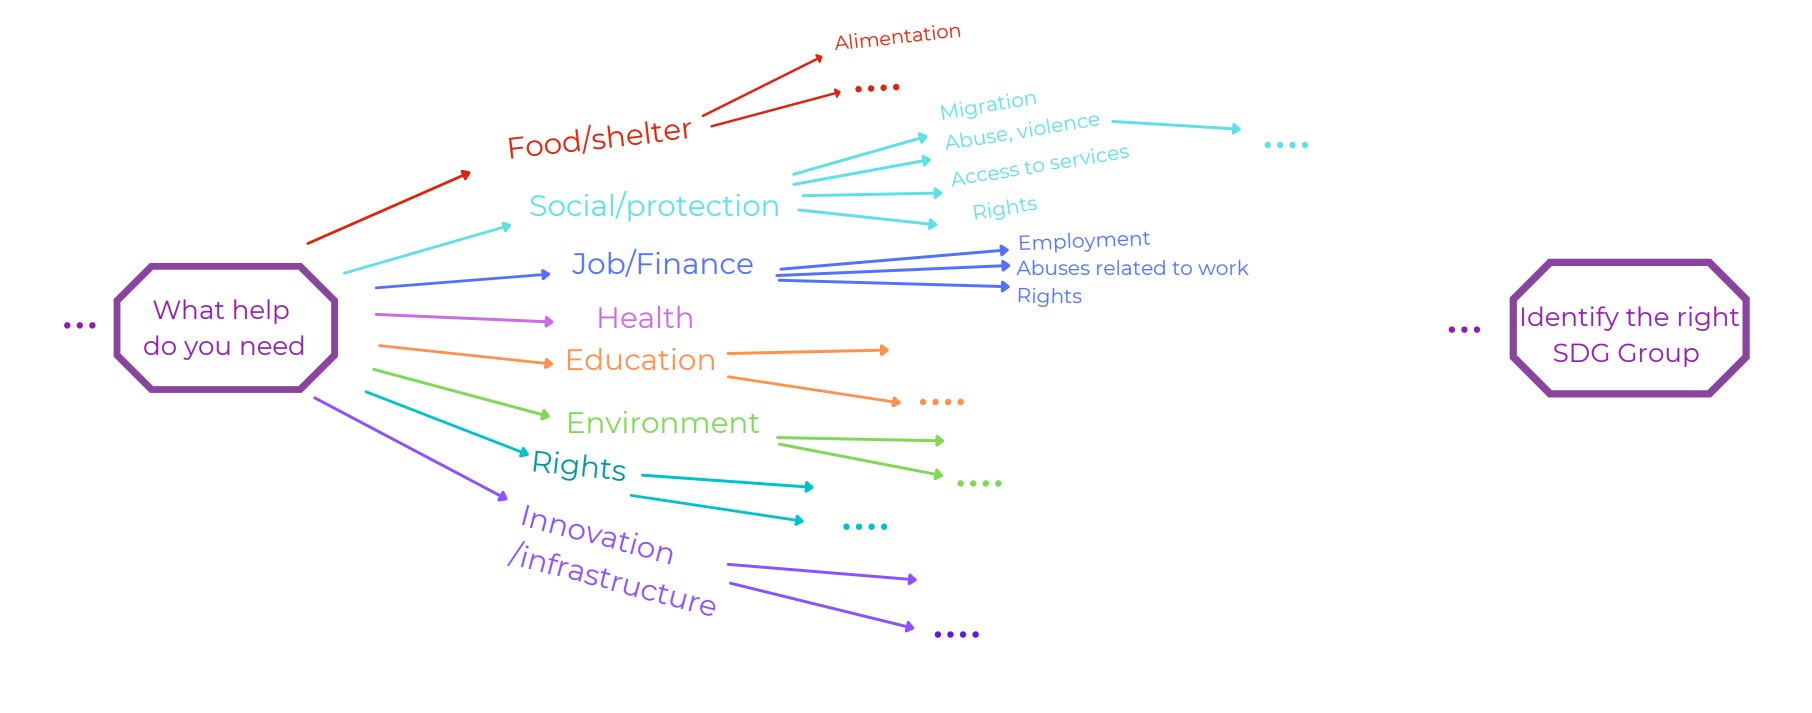 Alimentation
....
Food/shelter
Migration
Abuse, violence
....
Access to services
Social/protection
Rights
Employment
Job/Finance
Abuses related to work
Rights
...
What help
do you need
Health
Education
....
Environment
....
Rights
....
Innovation
/infrastructure
....
...
Identify the right
SDG Group